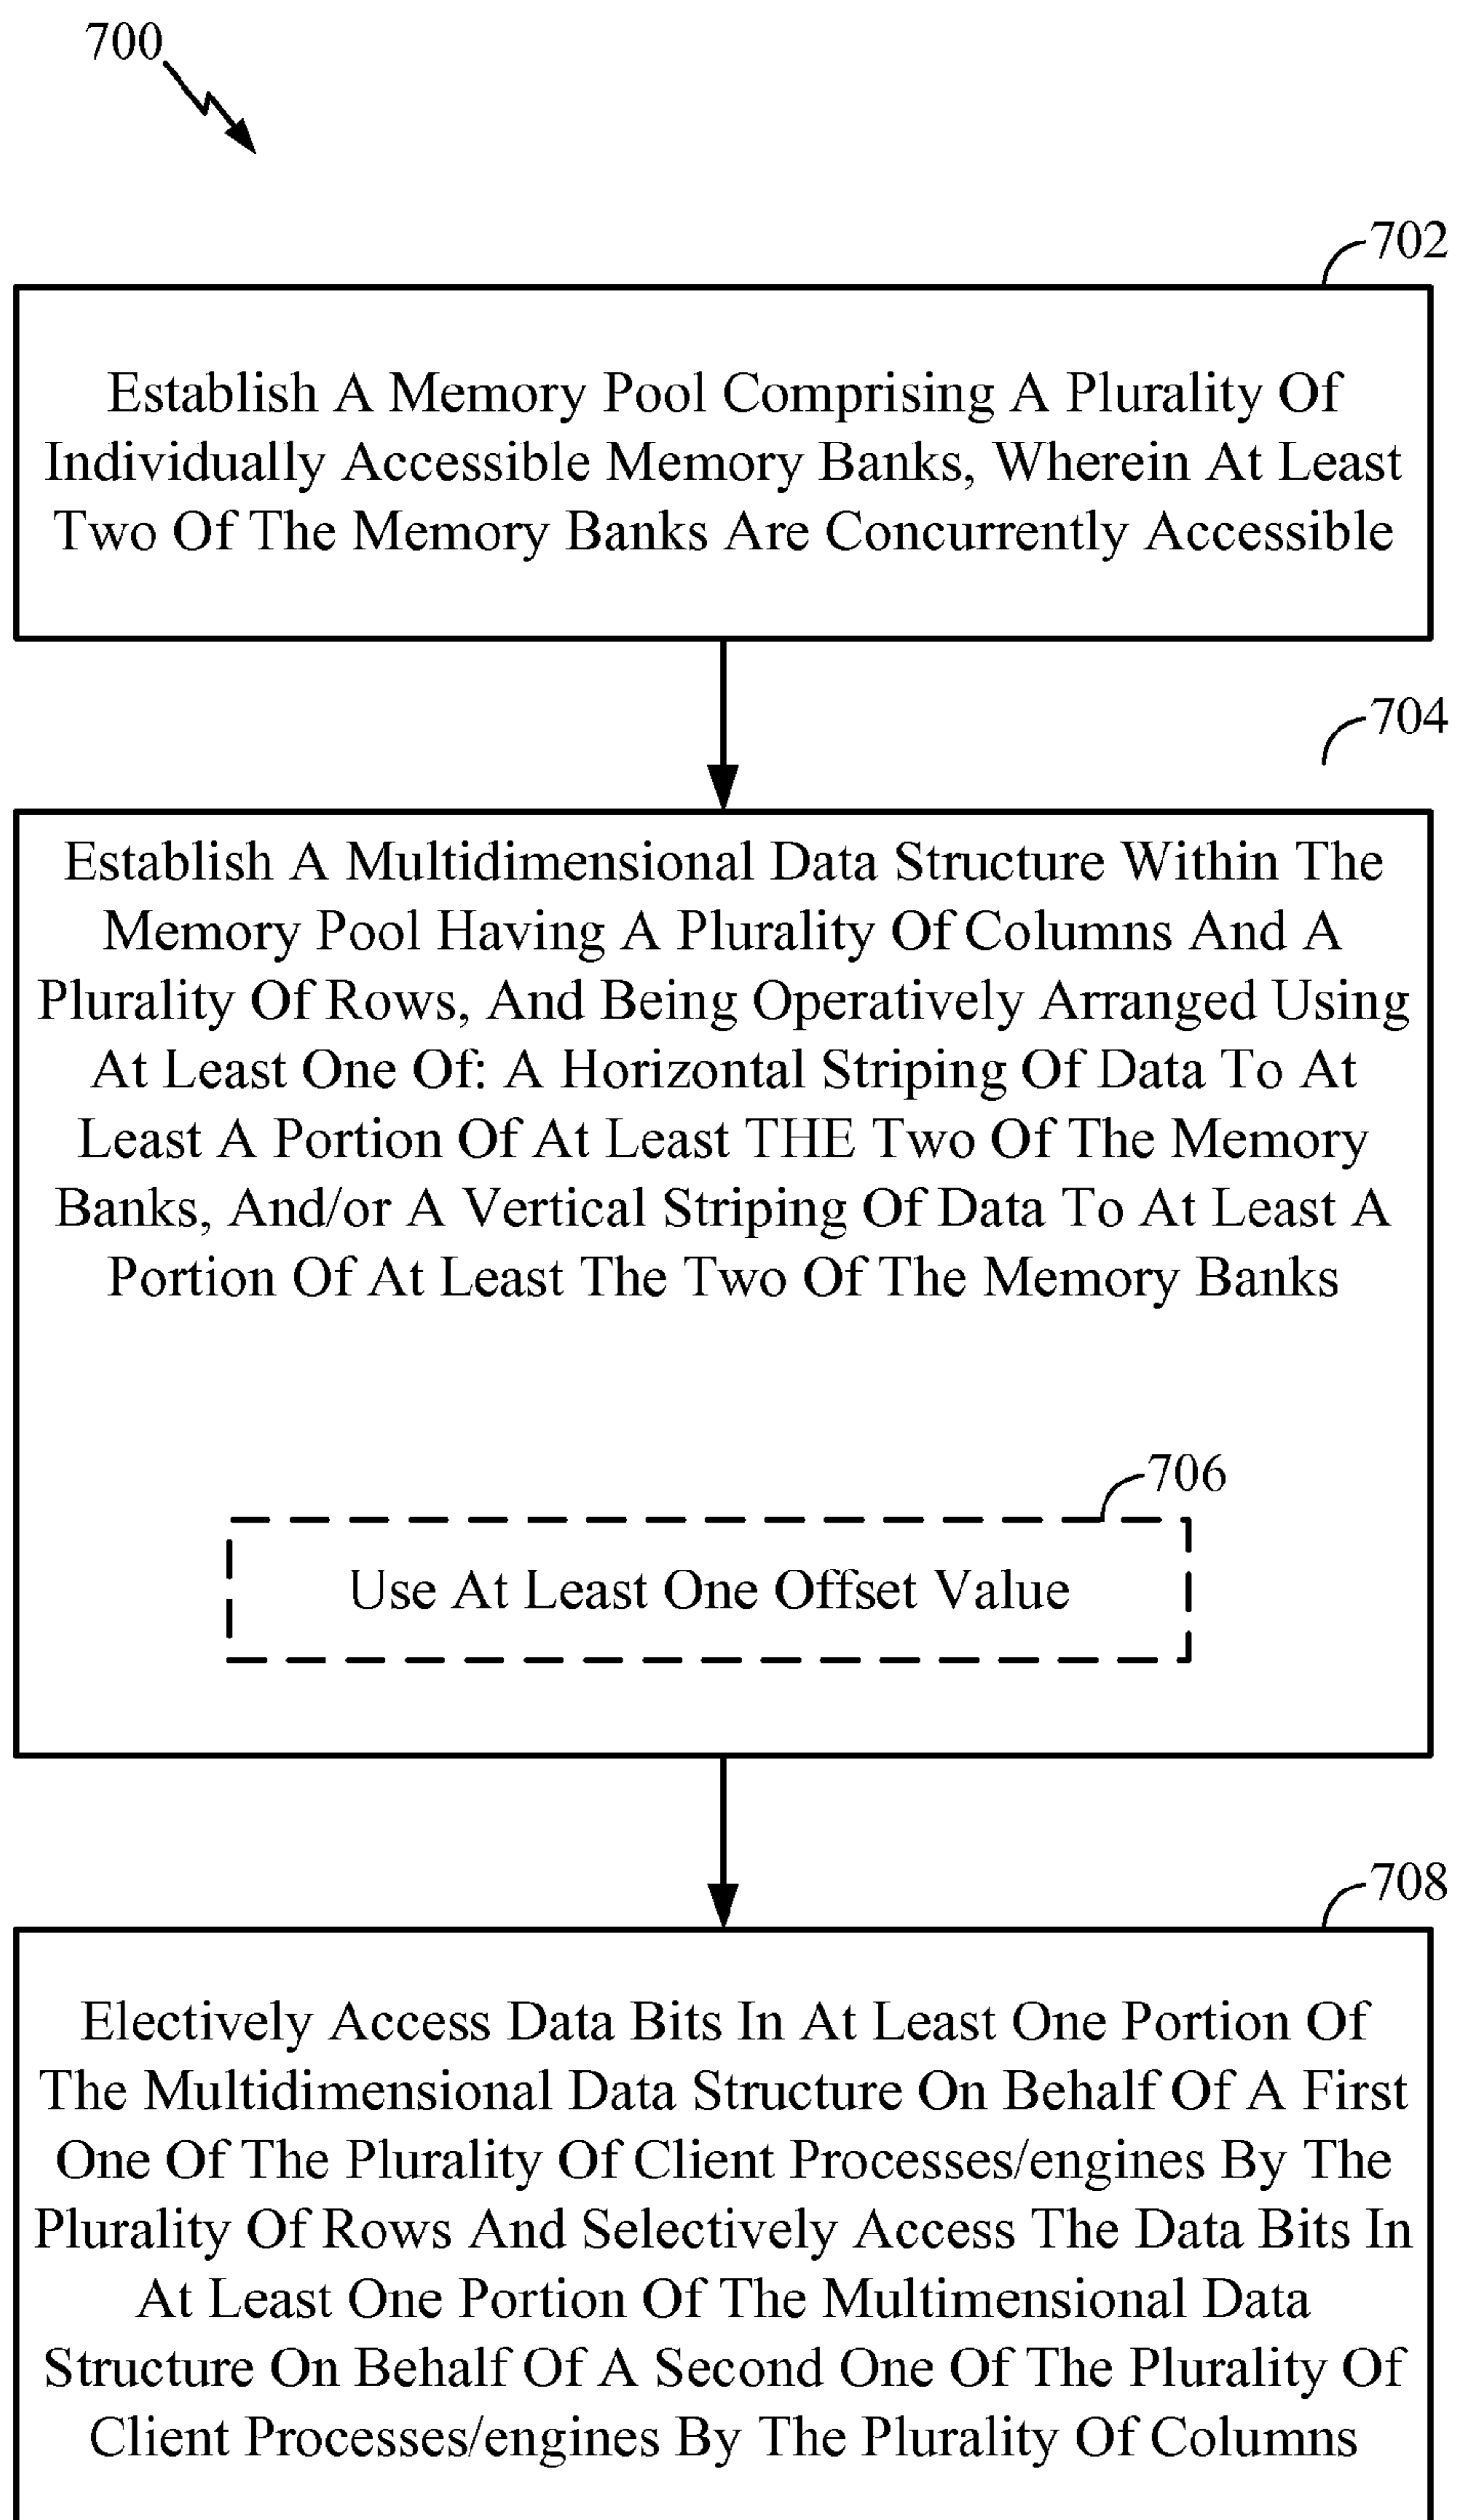 700
702
Establish A Memory Pool Comprising A Plurality Of
Individually Accessible Memory Banks, Wherein At Least
Two Of The Memory Banks Are Concurrently Accessible
704
Establish A Multidimensional Data Structure Within The
Memory Pool Having A Plurality Of Columns And A
Plurality Of Rows, And Being Operatively Arranged Using
At Least One Of: A Horizontal Striping Of Data To At
Least A Portion Of At Least THE Two Of The Memory
Banks, And/or A Vertical Striping Of Data To At Least A
Portion Of At Least The Two Of The Memory Banks
706
Use At Least One Offset Value
708
Electively Access Data Bits In At Least One Portion Of
The Multidimensional Data Structure On Behalf Of A First
One Of The Plurality Of Client Processes/engines By The
Plurality Of Rows And Selectively Access The Data Bits In
At Least One Portion Of The Multimensional Data
Structure On Behalf Of A Second One Of The Plurality Of
Client Processes/engines By The Plurality Of Columns